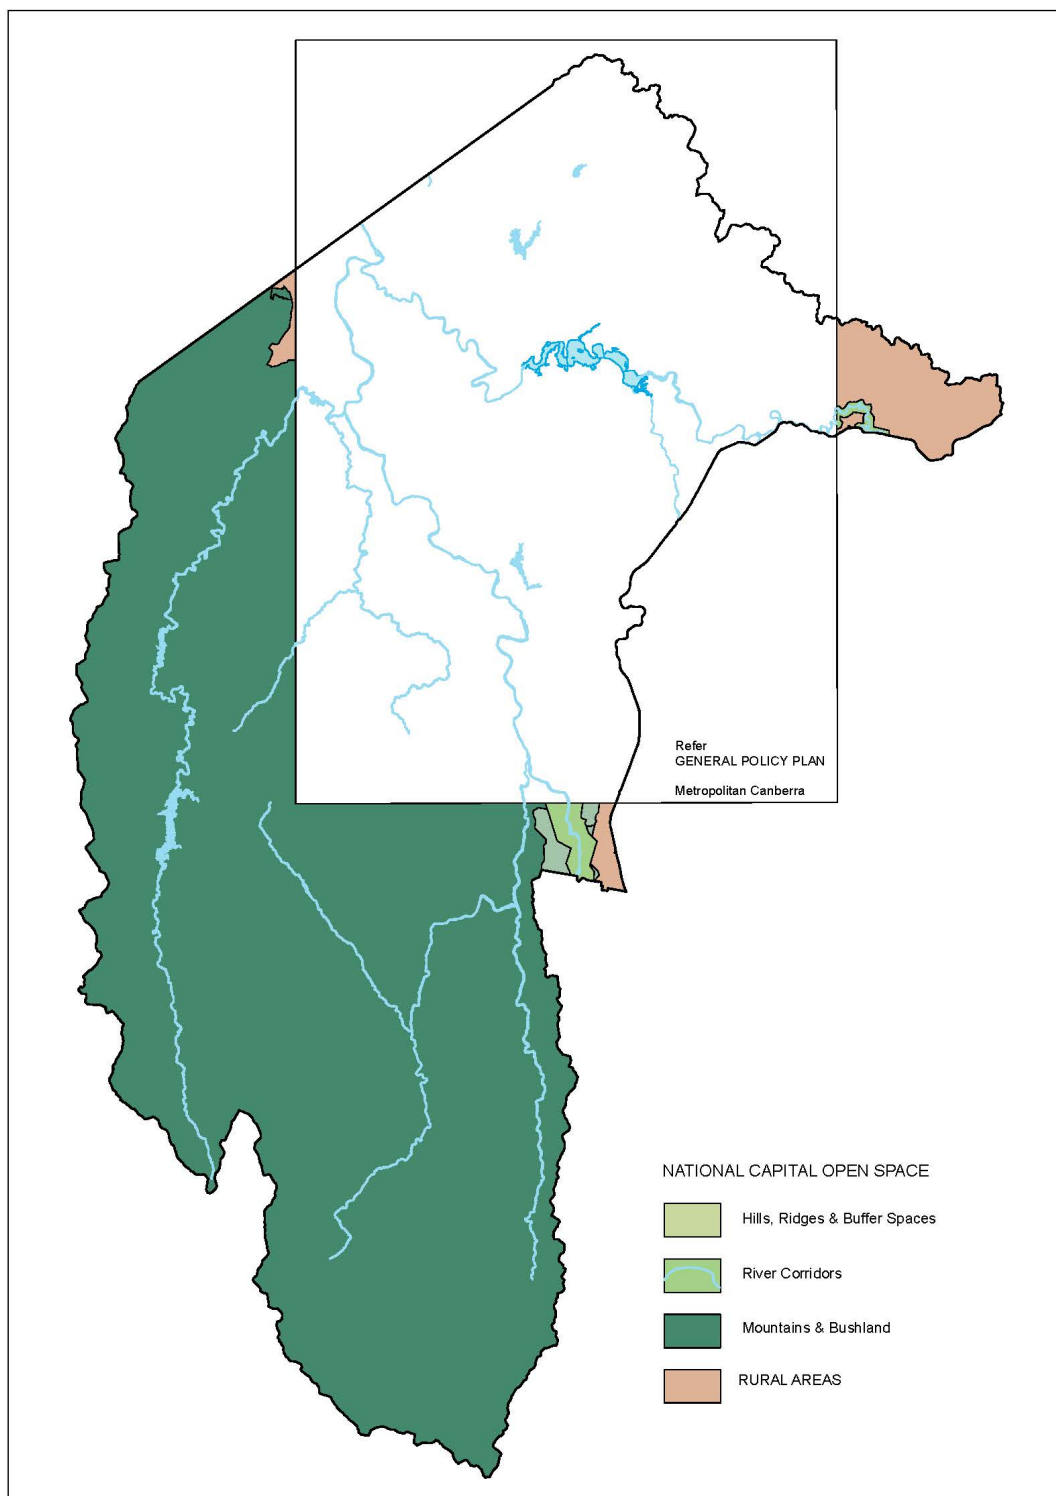 Refer
GENERAL POLICY PLAN
Metropolitan Canberra
NATIONAL CAPITAL OPEN SPACE
Hills, Ridges & Buffer Spaces
River Corridors
Mountains & Bushland
RURAL AREAS